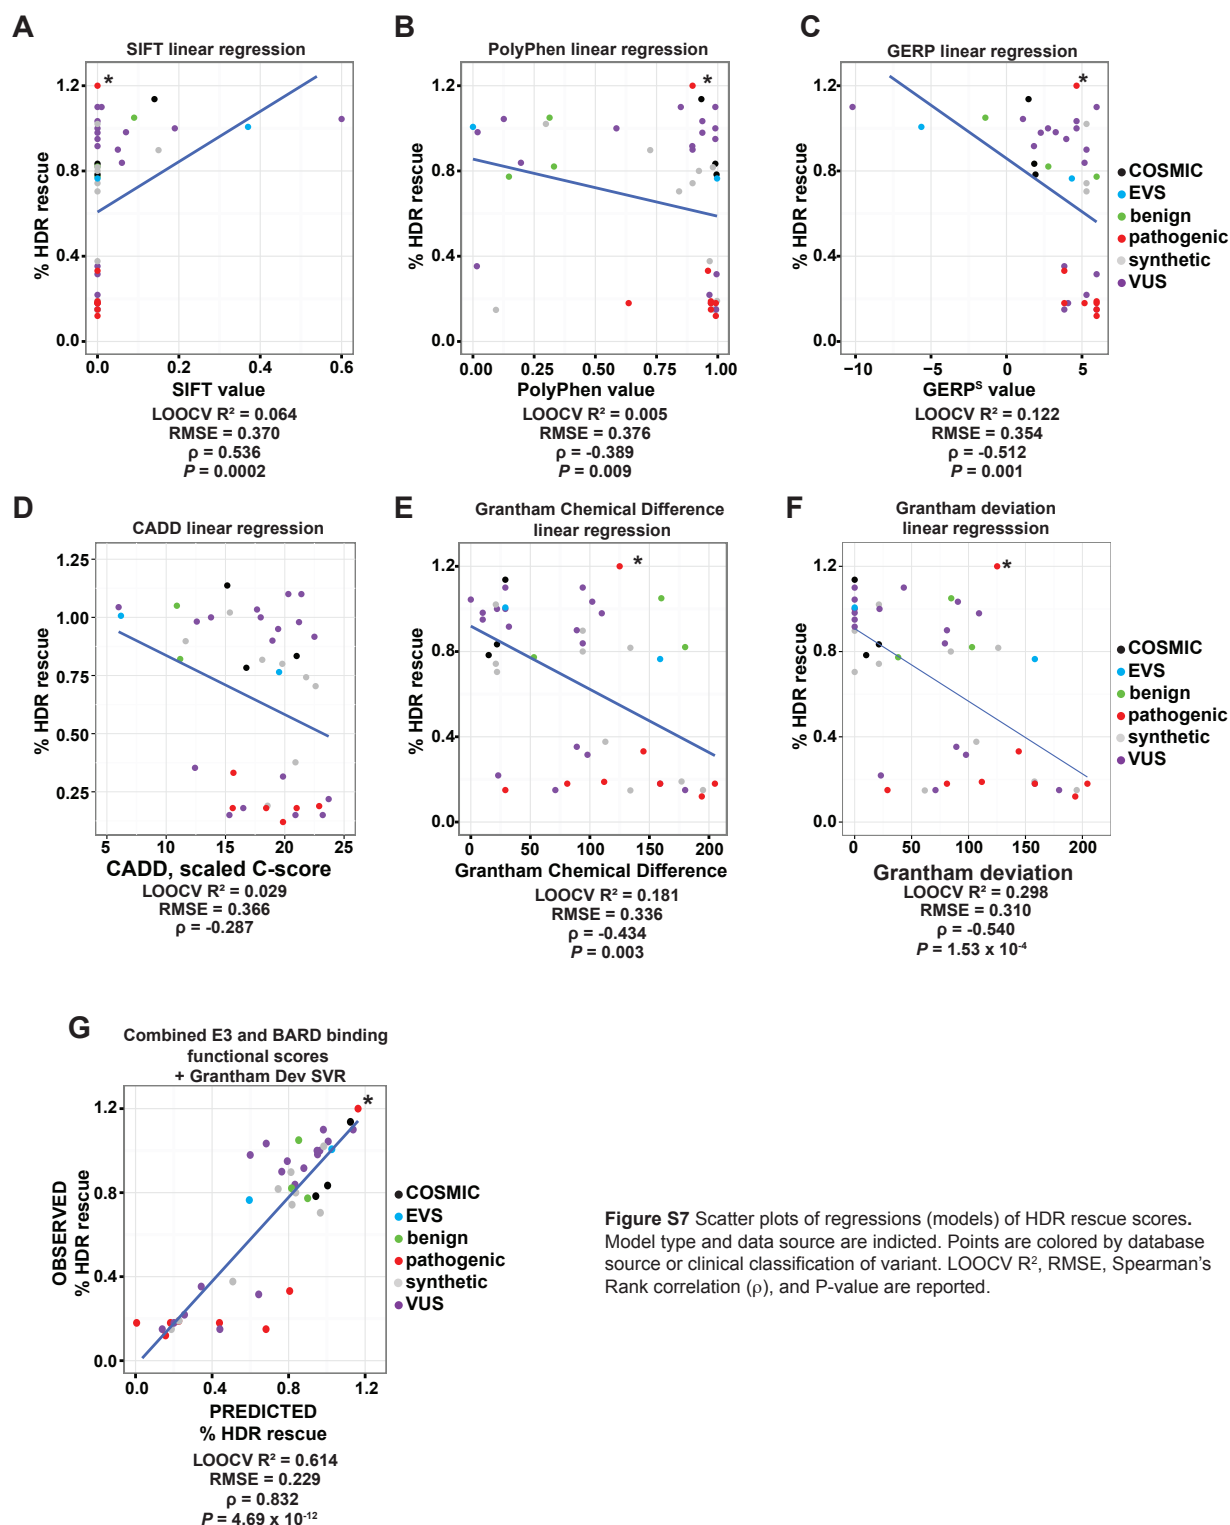 A
SIFT linear regression
% HDR rescue
1.2
0.8
0.4
0.0
*
0.0 0.2 0.4 0.6
SIFT value
LOOCV R² = 0.064
RMSE = 0.370
ρ = 0.536
P = 0.0002
B
PolyPhen linear regression
% HDR rescue
1.2
0.8
0.4
0.0
*
0.00 0.25 0.50 0.75 1.00
PolyPhen value
LOOCV R² = 0.005
RMSE = 0.376
ρ = -0.389
P = 0.009
C
GERP linear regression
% HDR rescue
1.2
0.8
0.4
0.0
*
−10 −5 0 5
GERPˢ value
LOOCV R² = 0.122
RMSE = 0.354
ρ = -0.512
P = 0.001
COSMIC
EVS
benign
pathogenic
synthetic
VUS
D
CADD linear regression
% HDR rescue
1.25
1.00
0.75
0.50
0.25
5 10 15 20 25
CADD, scaled C-score
LOOCV R² = 0.029
RMSE = 0.366
ρ = -0.287
E
Grantham Chemical Difference
linear regression
% HDR rescue
1.2
0.8
0.4
0.0
*
0 50 100 150 200
Grantham Chemical Difference
LOOCV R² = 0.181
RMSE = 0.336
ρ = -0.434
P = 0.003
F
Grantham deviation
linear regresssion
% HDR rescue
1.2
0.8
0.4
0.0
*
0 50 100 150 200
Grantham deviation
LOOCV R² = 0.298
RMSE = 0.310
ρ = -0.540
P = 1.53 x 10⁻⁴
COSMIC
EVS
benign
pathogenic
synthetic
VUS
G
Combined E3 and BARD binding
functional scores
+ Grantham Dev SVR
OBSERVED
% HDR rescue
1.2
0.8
0.4
0.0
*
0.0 0.4 0.8 1.2
PREDICTED
% HDR rescue
LOOCV R² = 0.614
RMSE = 0.229
ρ = 0.832
P = 4.69 x 10⁻¹²
COSMIC
EVS
benign
pathogenic
synthetic
VUS
Figure S7 Scatter plots of regressions (models) of HDR rescue scores.
Model type and data source are indicted. Points are colored by database
source or clinical classification of variant. LOOCV R², RMSE, Spearman's
Rank correlation (ρ), and P-value are reported.